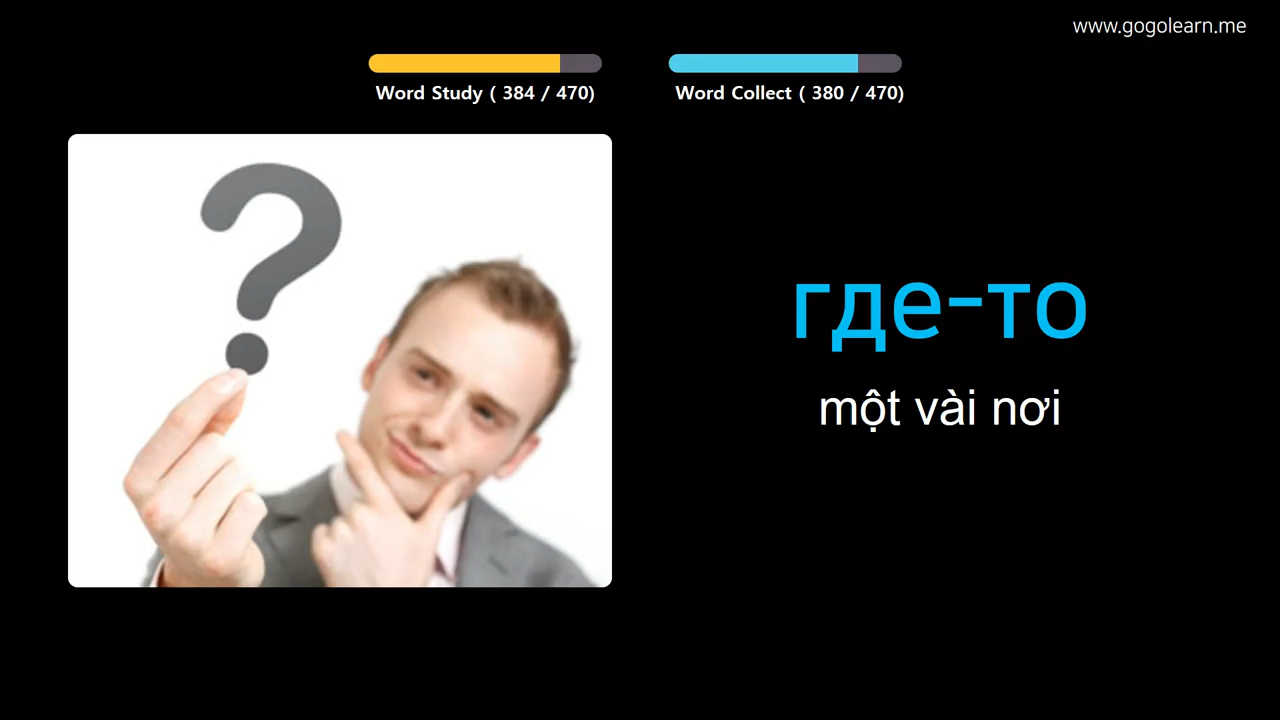 www.gogolearn.me
Word Study ( 384 / 470)
Word Collect ( 380 / 470)
?
где-то
một vài nơi